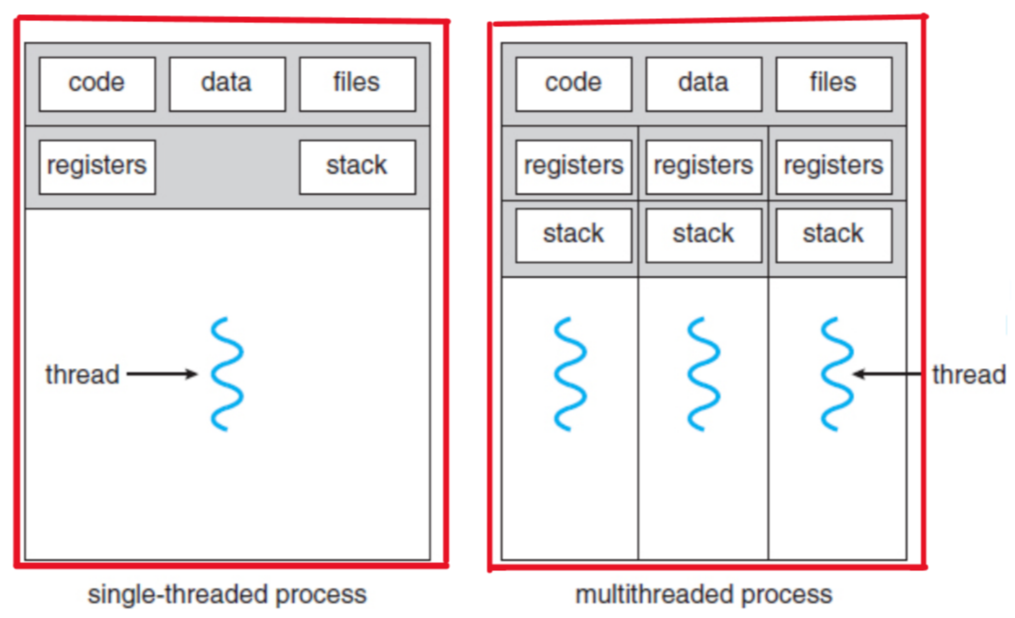 code data files code data files
registers stack registers registers registers
stack stack stack
thread thread
single-threaded process multithreaded process